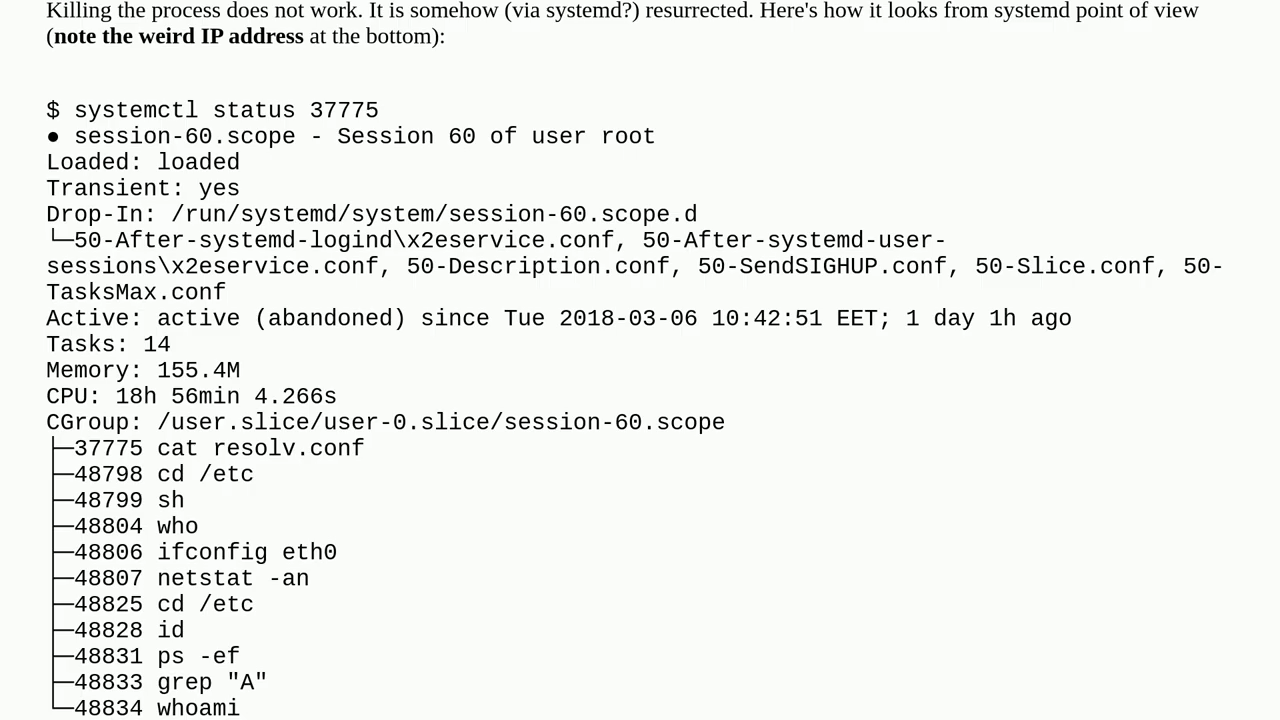 Killing the process does not work. It is somehow (via systemd?) resurrected. Here's how it looks from systemd point of view
(note the weird IP address at the bottom):
$ systemctl status 37775
● session-60.scope - Session 60 of user root
Loaded: loaded
Transient: yes
Drop-In: /run/systemd/system/session-60.scope.d
└─50-After-systemd-logind\x2eservice.conf, 50-After-systemd-user-
sessions\x2eservice.conf, 50-Description.conf, 50-SendSIGHUP.conf, 50-Slice.conf, 50-
TasksMax.conf
Active: active (abandoned) since Tue 2018-03-06 10:42:51 EET; 1 day 1h ago
Tasks: 14
Memory: 155.4M
CPU: 18h 56min 4.266s
CGroup: /user.slice/user-0.slice/session-60.scope
├─37775 cat resolv.conf
├─48798 cd /etc
├─48799 sh
├─48804 who
├─48806 ifconfig eth0
├─48807 netstat -an
├─48825 cd /etc
├─48828 id
├─48831 ps -ef
├─48833 grep "A"
└─48834 whoami